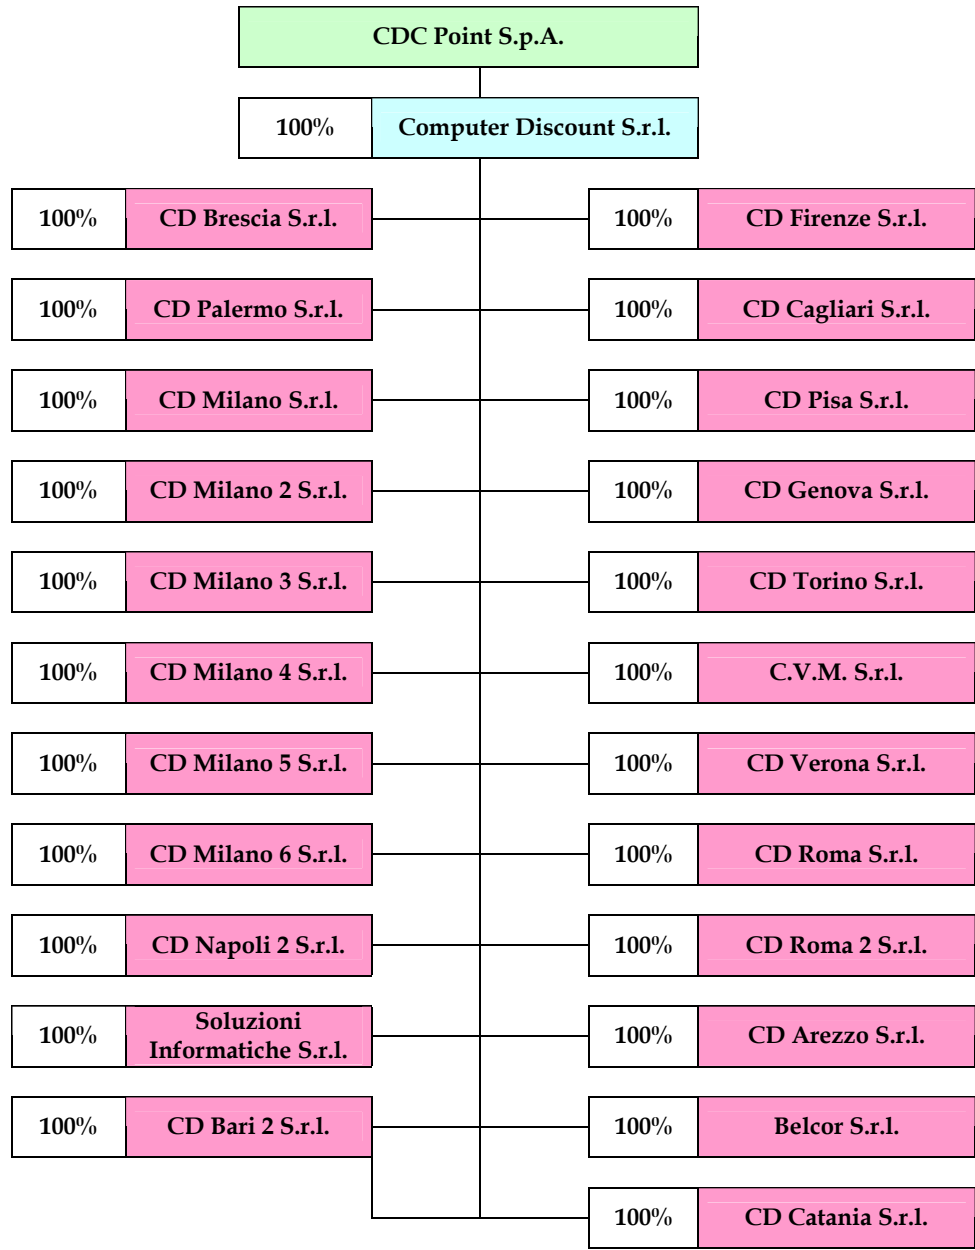 CDC Point S.p.A.
100% Computer Discount S.r.l.
100% CD Brescia S.r.l. 100% CD Firenze S.r.l.
100% CD Palermo S.r.l. 100% CD Cagliari S.r.l.
100% CD Milano S.r.l. 100% CD Pisa S.r.l.
100% CD Milano 2 S.r.l. 100% CD Genova S.r.l.
100% CD Milano 3 S.r.l. 100% CD Torino S.r.l.
100% CD Milano 4 S.r.l. 100% C.V.M. S.r.l.
100% CD Milano 5 S.r.l. 100% CD Verona S.r.l.
100% CD Milano 6 S.r.l. 100% CD Roma S.r.l.
100% CD Napoli 2 S.r.l. 100% CD Roma 2 S.r.l.
100% Soluzioni
Informatiche S.r.l. 100% CD Arezzo S.r.l.
100% CD Bari 2 S.r.l. 100% Belcor S.r.l.
100% CD Catania S.r.l.